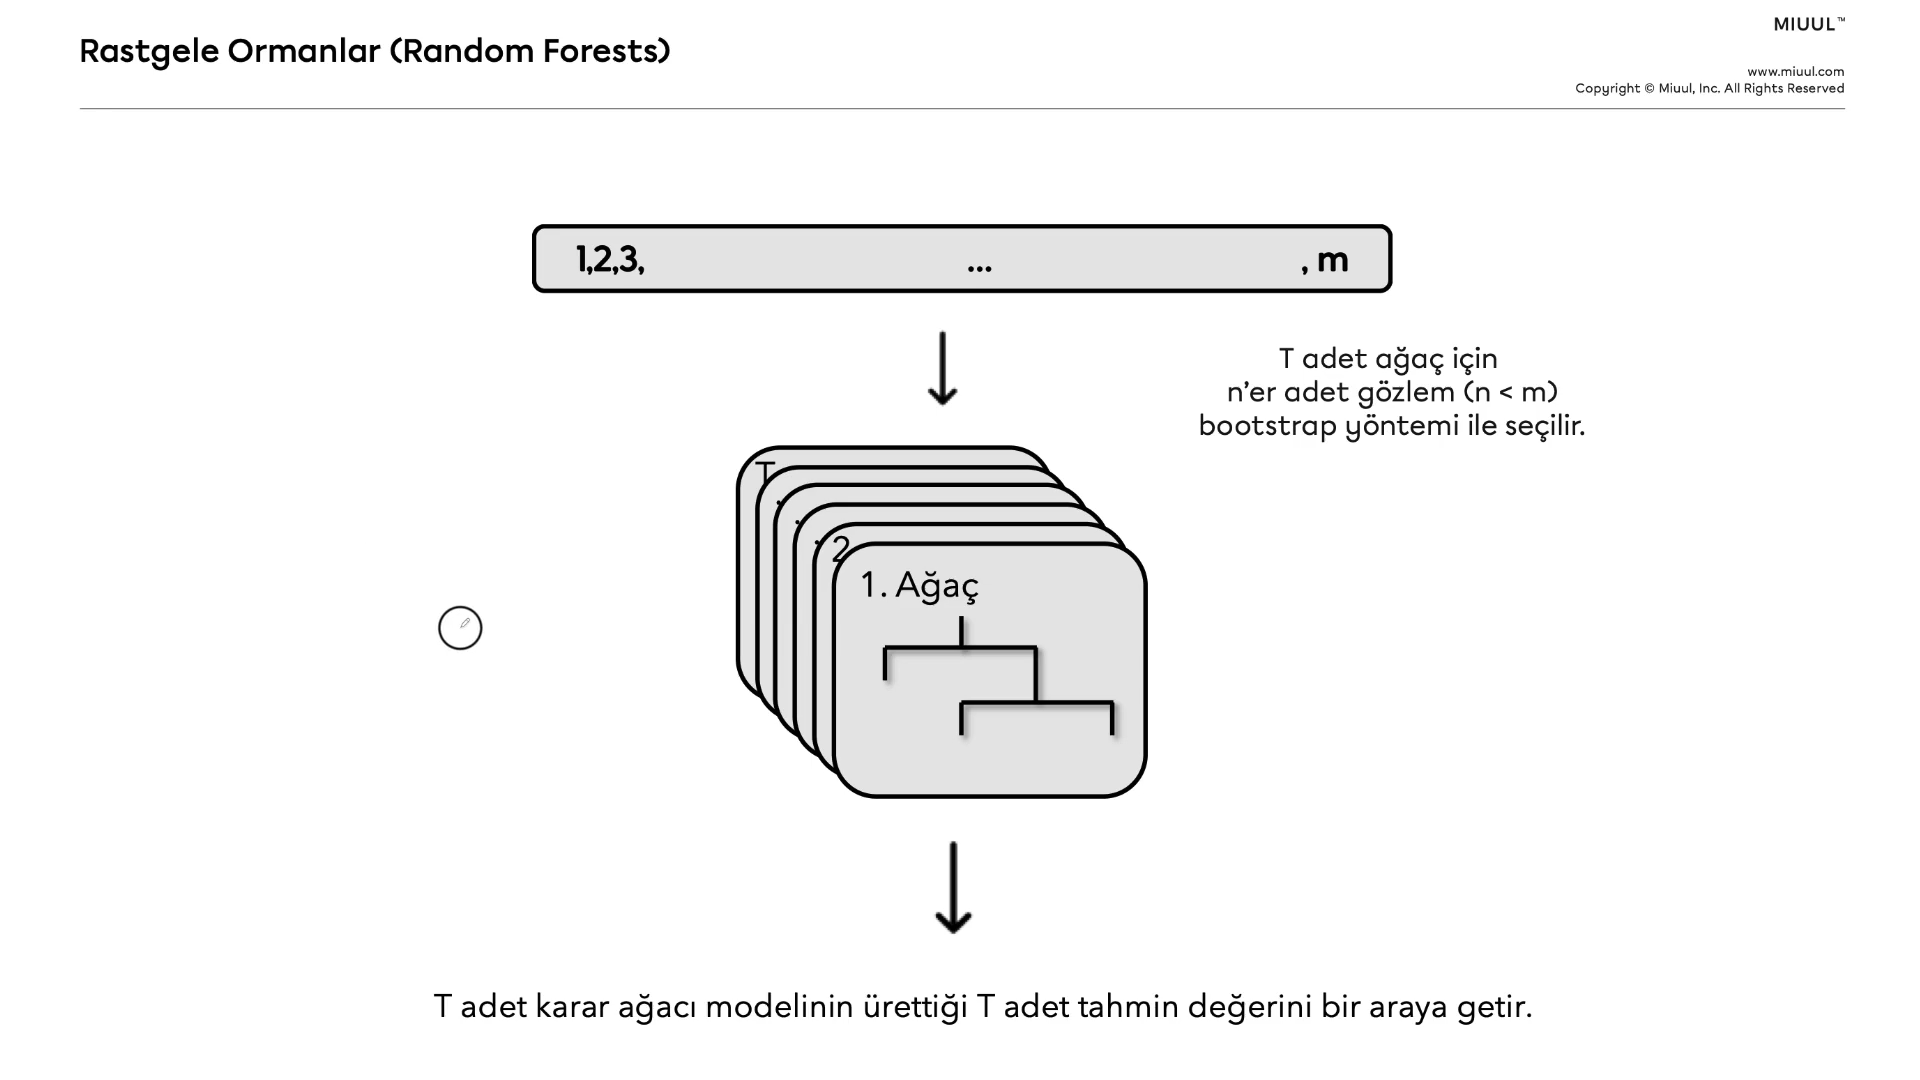 Rastgele Ormanlar (Random Forests)
MIUUL™
www.miuul.com
Copyright © Miuul, Inc. All Rights Reserved
1,2,3, ... , m
T adet ağaç için
n’er adet gözlem (n < m)
bootstrap yöntemi ile seçilir.
T
.
.
.
2
1. Ağaç
T adet karar ağacı modelinin ürettiği T adet tahmin değerini bir araya getir.